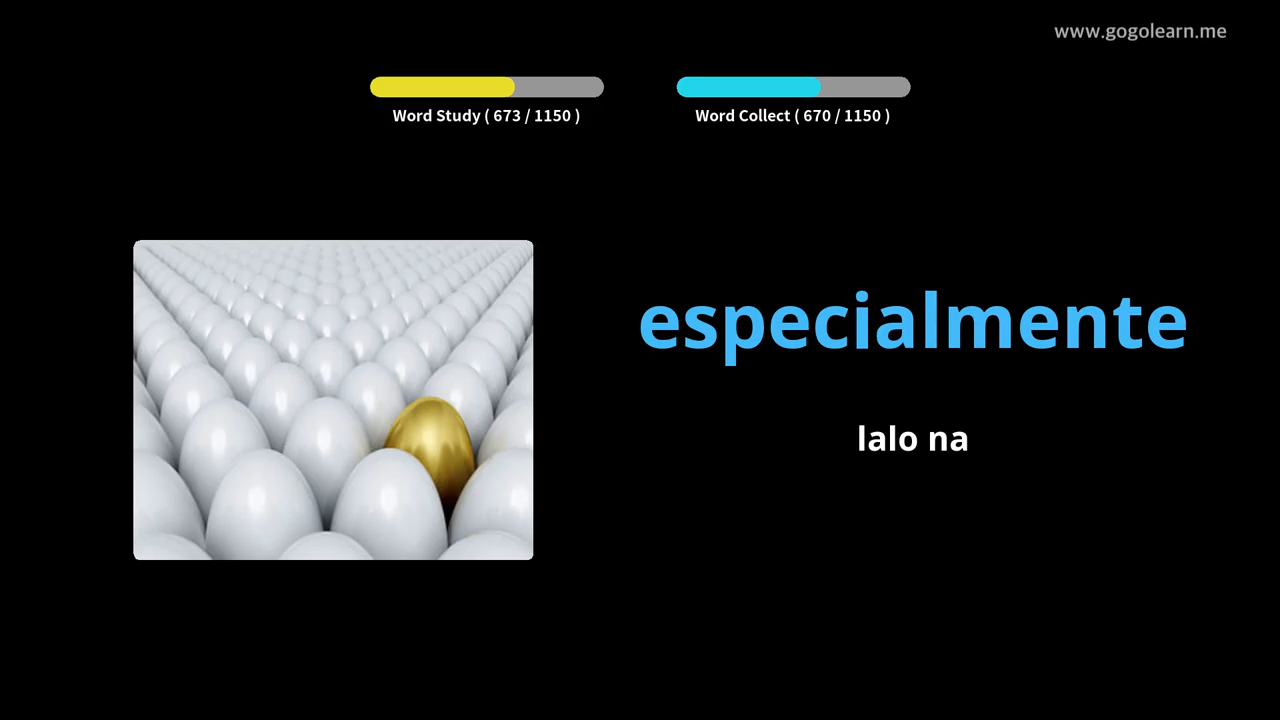 www.gogolearn.me
Word Study ( 673 / 1150 )
Word Collect ( 670 / 1150 )
especialmente
lalo na